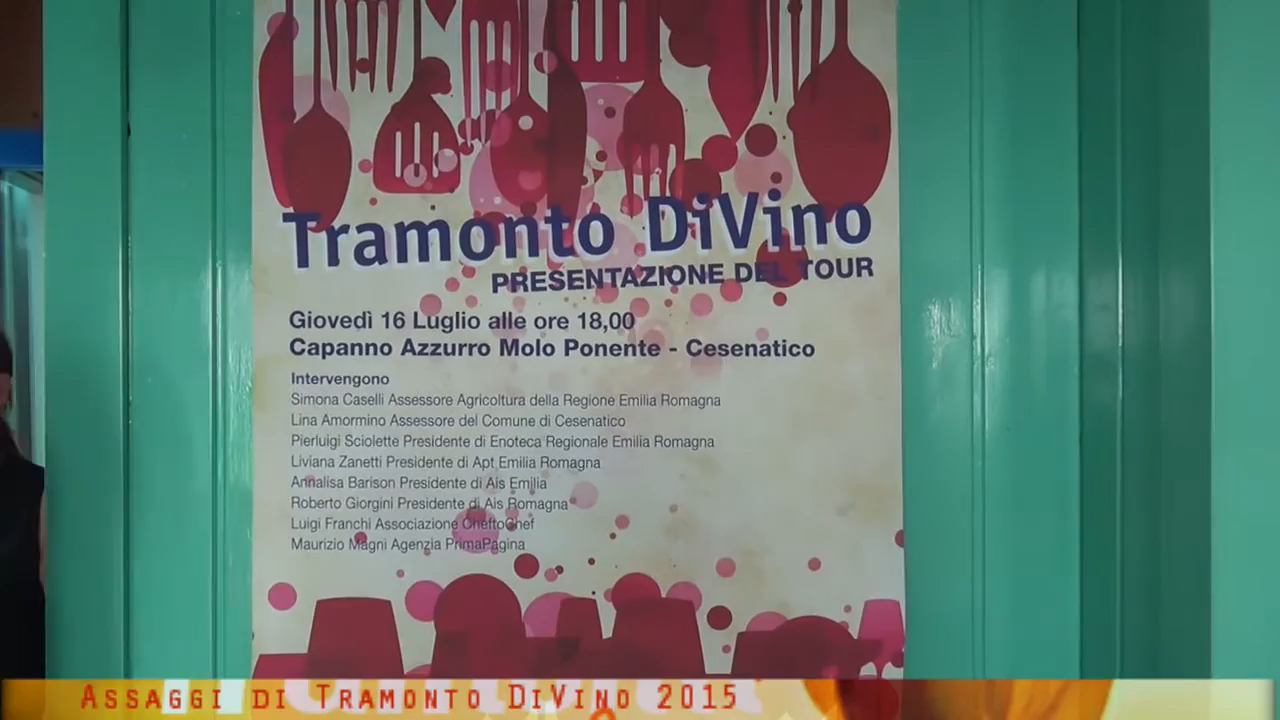 Tramonto DiVino
PRESENTAZIONE DEL TOUR
Giovedì 16 Luglio alle ore 18,00
Capanno Azzurro Molo Ponente - Cesenatico
Intervengono
Simona Caselli Assessore Agricoltura della Regione Emilia Romagna
Lina Amormino Assessore del Comune di Cesenatico
Pierluigi Sciolette Presidente di Enoteca Regionale Emilia Romagna
Liviana Zanetti Presidente di Apt Emilia Romagna
Annalisa Barison Presidente di Ais Emilia
Roberto Giorgini Presidente di Ais Romagna
Luigi Franchi Associazione ChettoChef
Maurizio Magni Agenzia PrimaPagina
Assaggi di Tramonto DiVino 2015